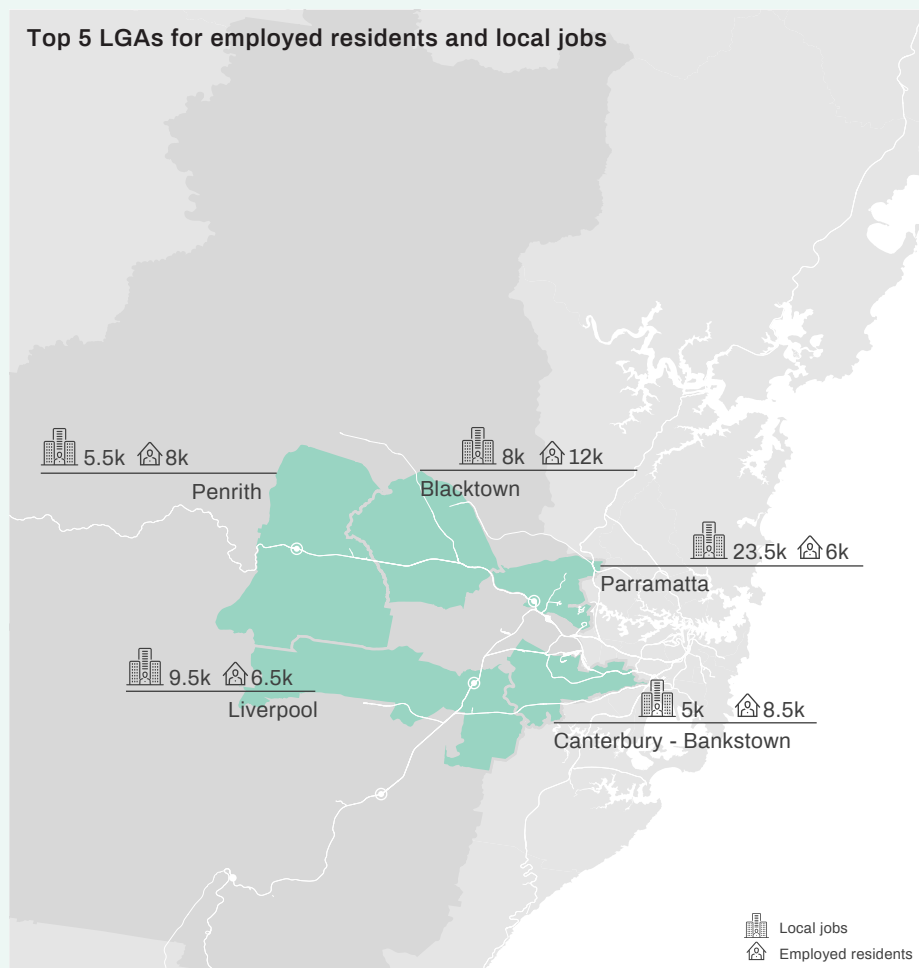 Top 5 LGAs for employed residents and local jobs
5.5k 8k
Penrith
8k 12k
Blacktown
23.5k 6k
Parramatta
9.5k 6.5k
Liverpool
5k 8.5k
Canterbury - Bankstown
Local jobs
Employed residents